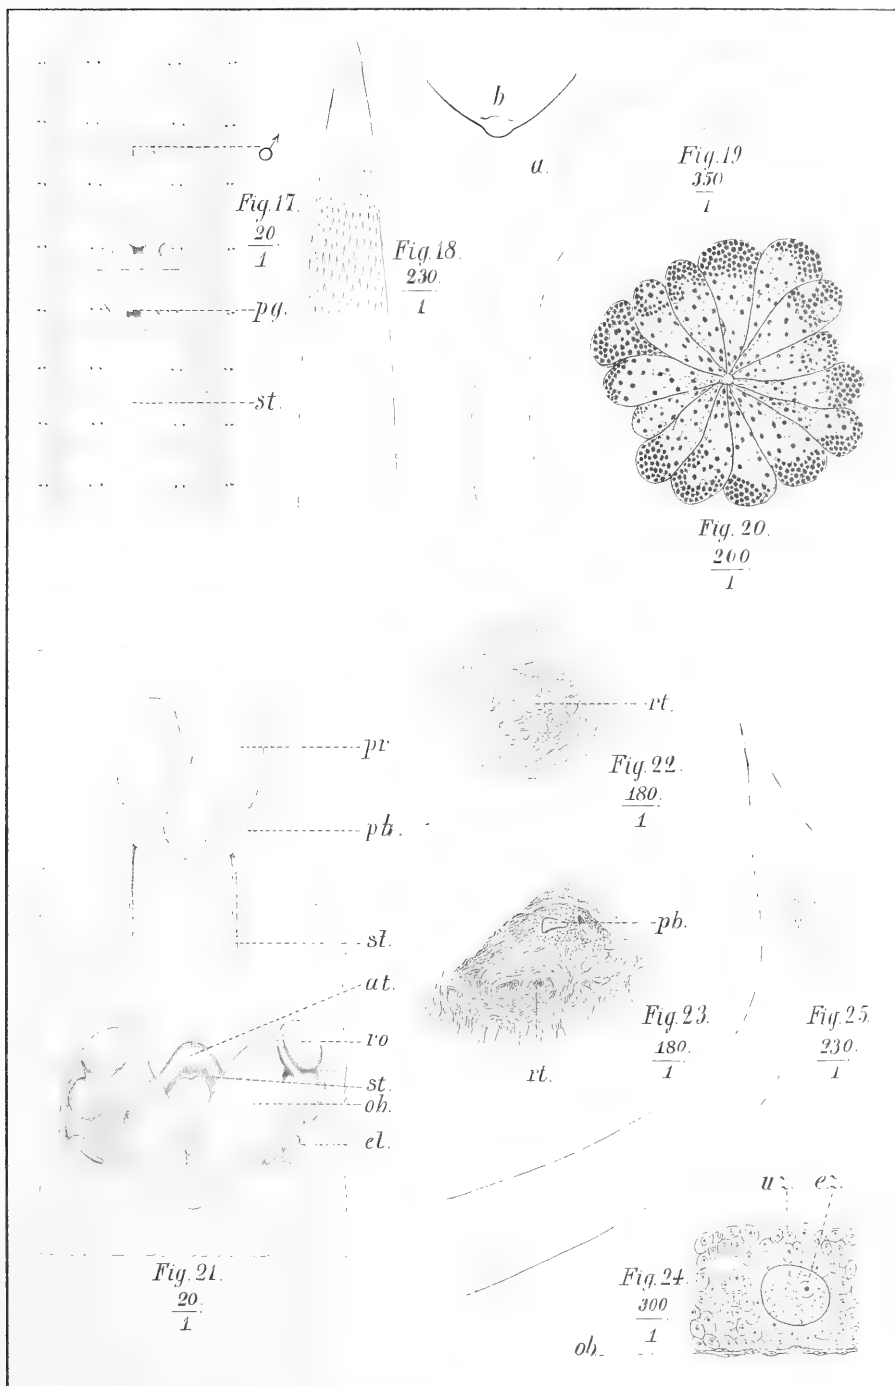 ♂
b
a.
Fig. 17.
20
1
Fig. 18.
230.
1
Fig. 19
350
1
pg.
st.
Fig. 20.
200
1
pr
st.
at.
ro
st.
ob.
el.
Fig. 21.
20.
1
rt.
Fig. 22.
180.
1
pb.
rt.
Fig. 23.
180.
1
Fig. 25.
230.
1
uz.
ez.
Fig. 24.
300
1
ob.